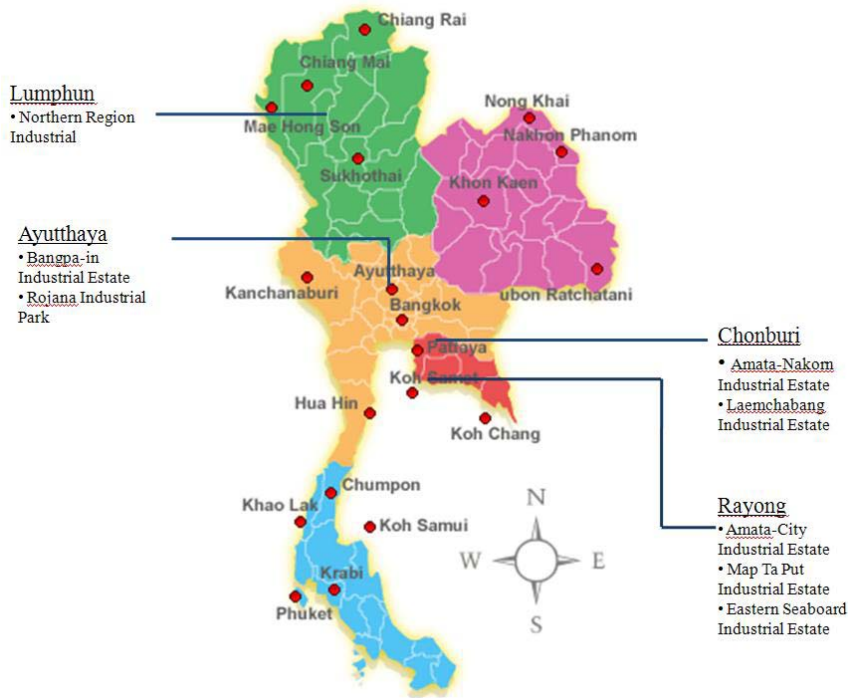 Chiang Rai
Chiang Mai
Lumphun
• Northern Region
Industrial
Mae Hong Son
Sukhothai
Nong Khai
Nakhon Phanom
Khon Kaen
Ayutthaya
• Bangpa-in
Industrial Estate
• Rojana Industrial
Park
Ayutthaya
Kanchanaburi
Bangkok
ubon Ratchatani
Pattaya
Koh Samet
Hua Hin
Koh Chang
Chonburi
• Amata-Nakorn
Industrial Estate
• Laemchabang
Industrial Estate
Chumpon
Khao Lak
Koh Samui
Krabi
Phuket
N
W
E
S
Rayong
• Amata-City
Industrial Estate
• Map Ta Put
Industrial Estate
• Eastern Seaboard
Industrial Estate